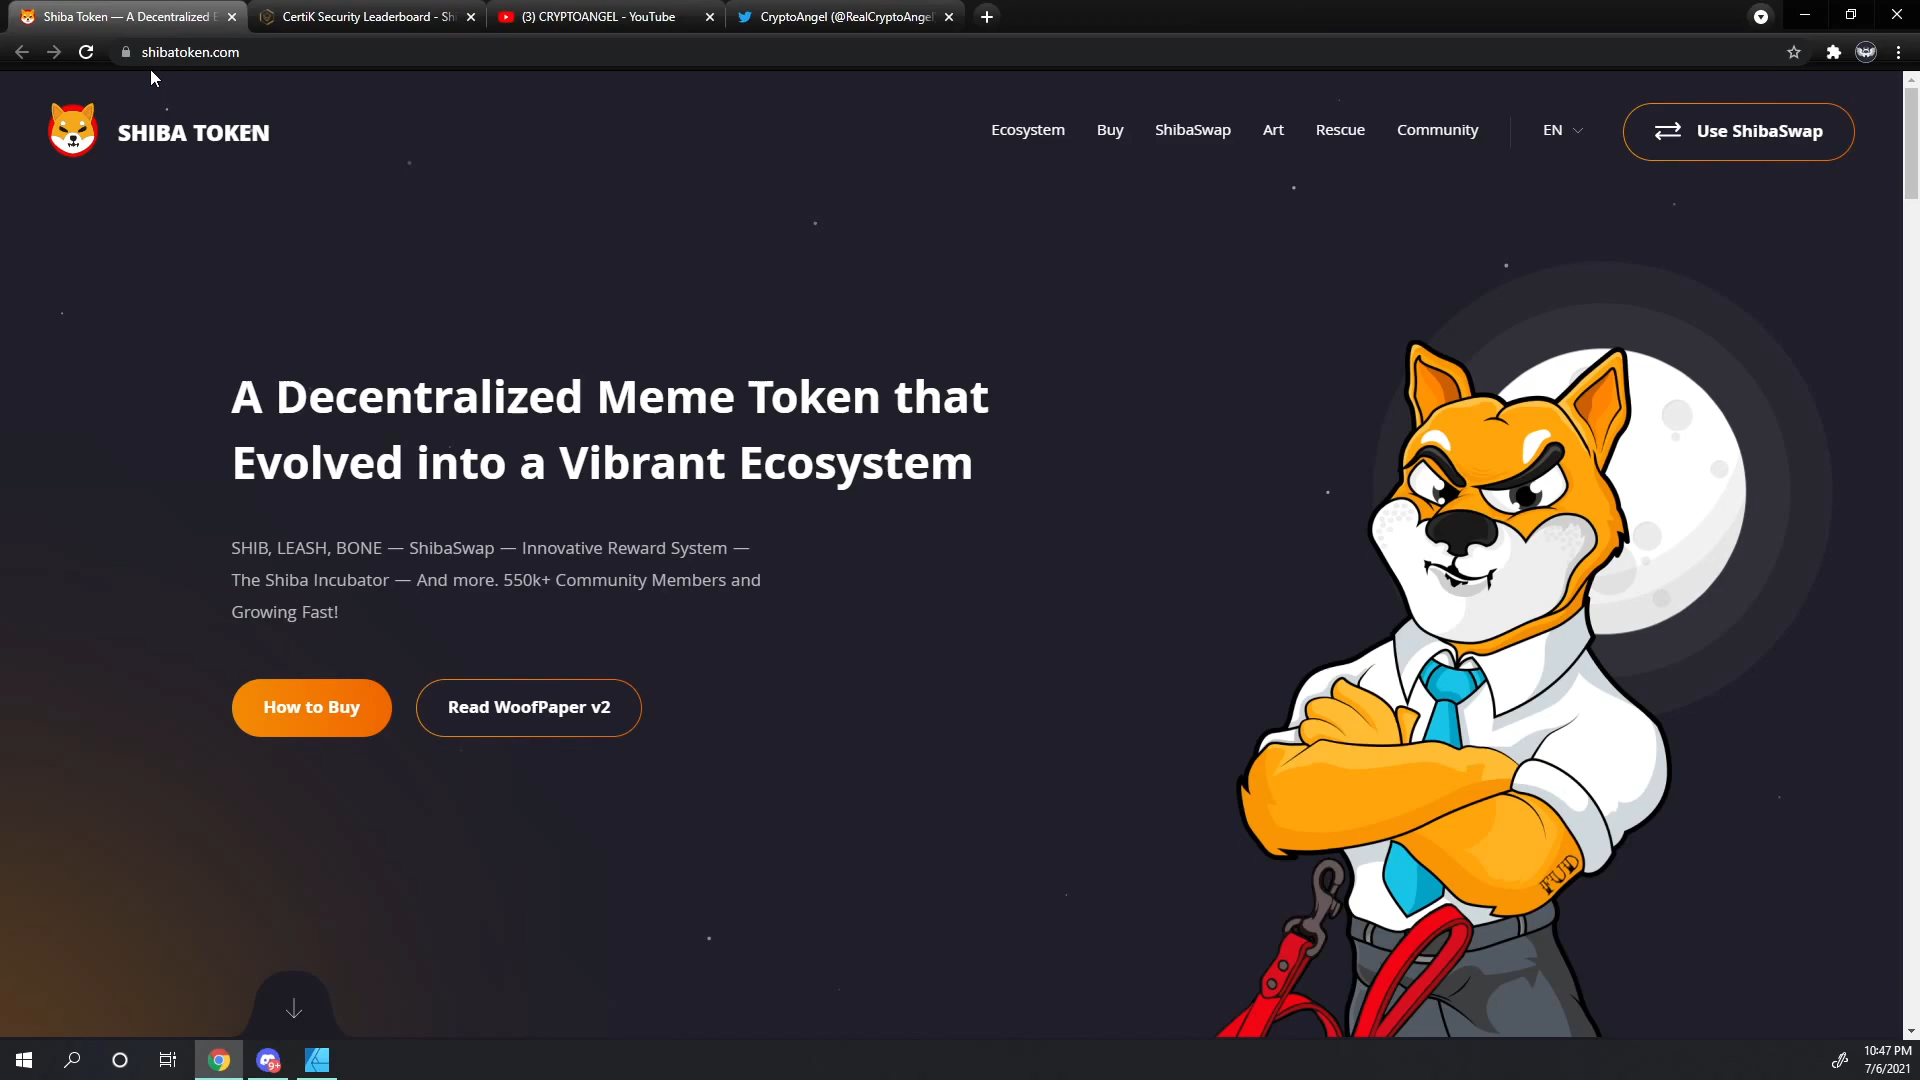 Shiba Token — A Decentralized E
CertiK Security Leaderboard - Shi
(3) CRYPTOANGEL - YouTube
CryptoAngel (@RealCryptoAngel
shibatoken.com
SHIBA TOKEN
Ecosystem
Buy
ShibaSwap
Art
Rescue
Community
EN
Use ShibaSwap
A Decentralized Meme Token that
Evolved into a Vibrant Ecosystem
SHIB, LEASH, BONE — ShibaSwap — Innovative Reward System —
The Shiba Incubator — And more. 550k+ Community Members and
Growing Fast!
How to Buy
Read WoofPaper v2
FUD
9+
10:47 PM
7/6/2021